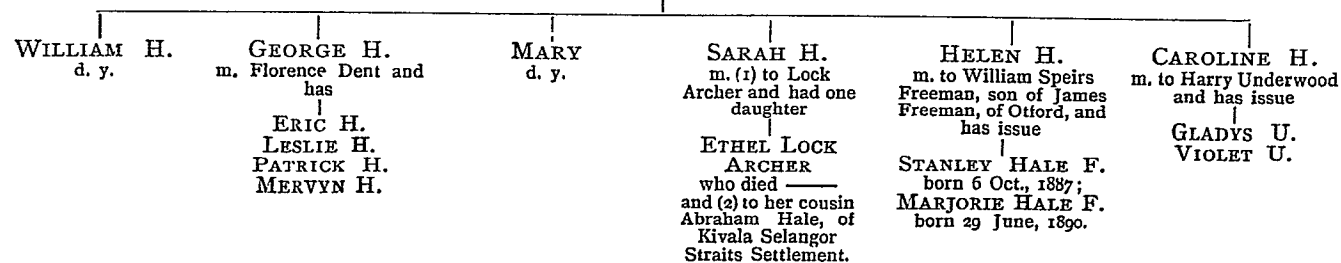 WILLIAM H.
d. y.
GEORGE H.
m. Florence Dent and
has
ERIC H.
LESLIE H.
PATRICK H.
MERVYN H.
MARY
d. y.
SARAH H.
m. (1) to Lock
Archer and had one
daughter
ETHEL LOCK
ARCHER
who died ——
and (2) to her cousin
Abraham Hale, of
Kivala Selangor
Straits Settlement.
HELEN H.
m. to William Speirs
Freeman, son of James
Freeman, of Otford, and
has issue
STANLEY HALE F.
born 6 Oct., 1887;
MARJORIE HALE F.
born 29 June, 1890.
CAROLINE H.
m. to Harry Underwood
and has issue
GLADYS U.
VIOLET U.